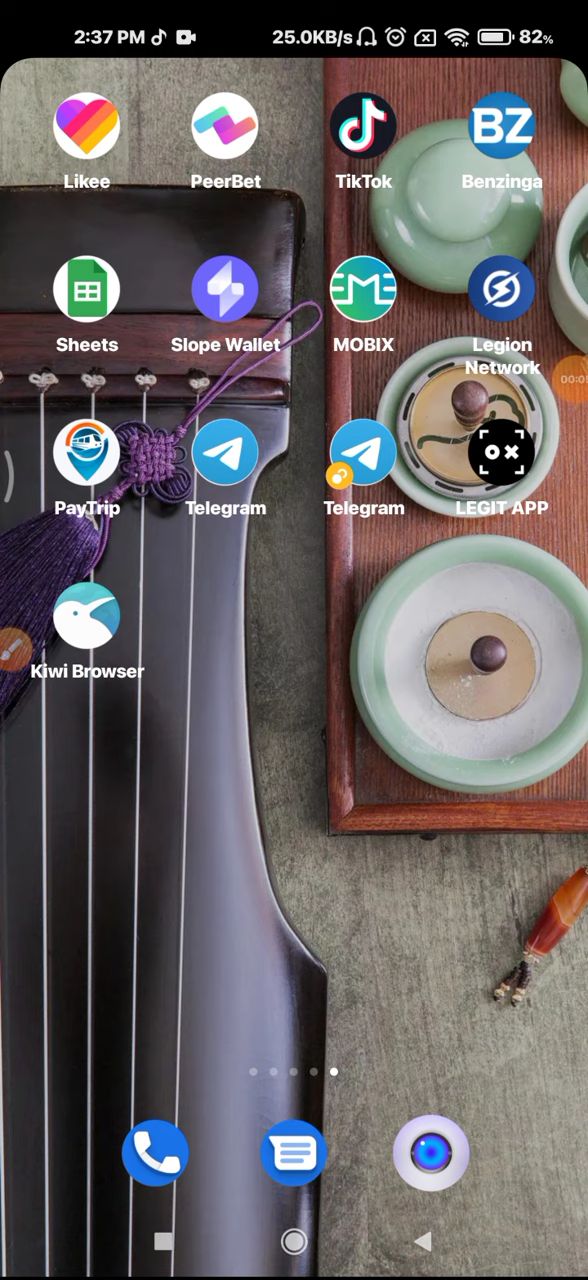 2:37 PM 25.0KB/s 82%
Likee PeerBet TikTok Benzinga
BZ
Sheets Slope Wallet MOBIX Legion
Network
PayTrip Telegram Telegram LEGIT APP
Kiwi Browser